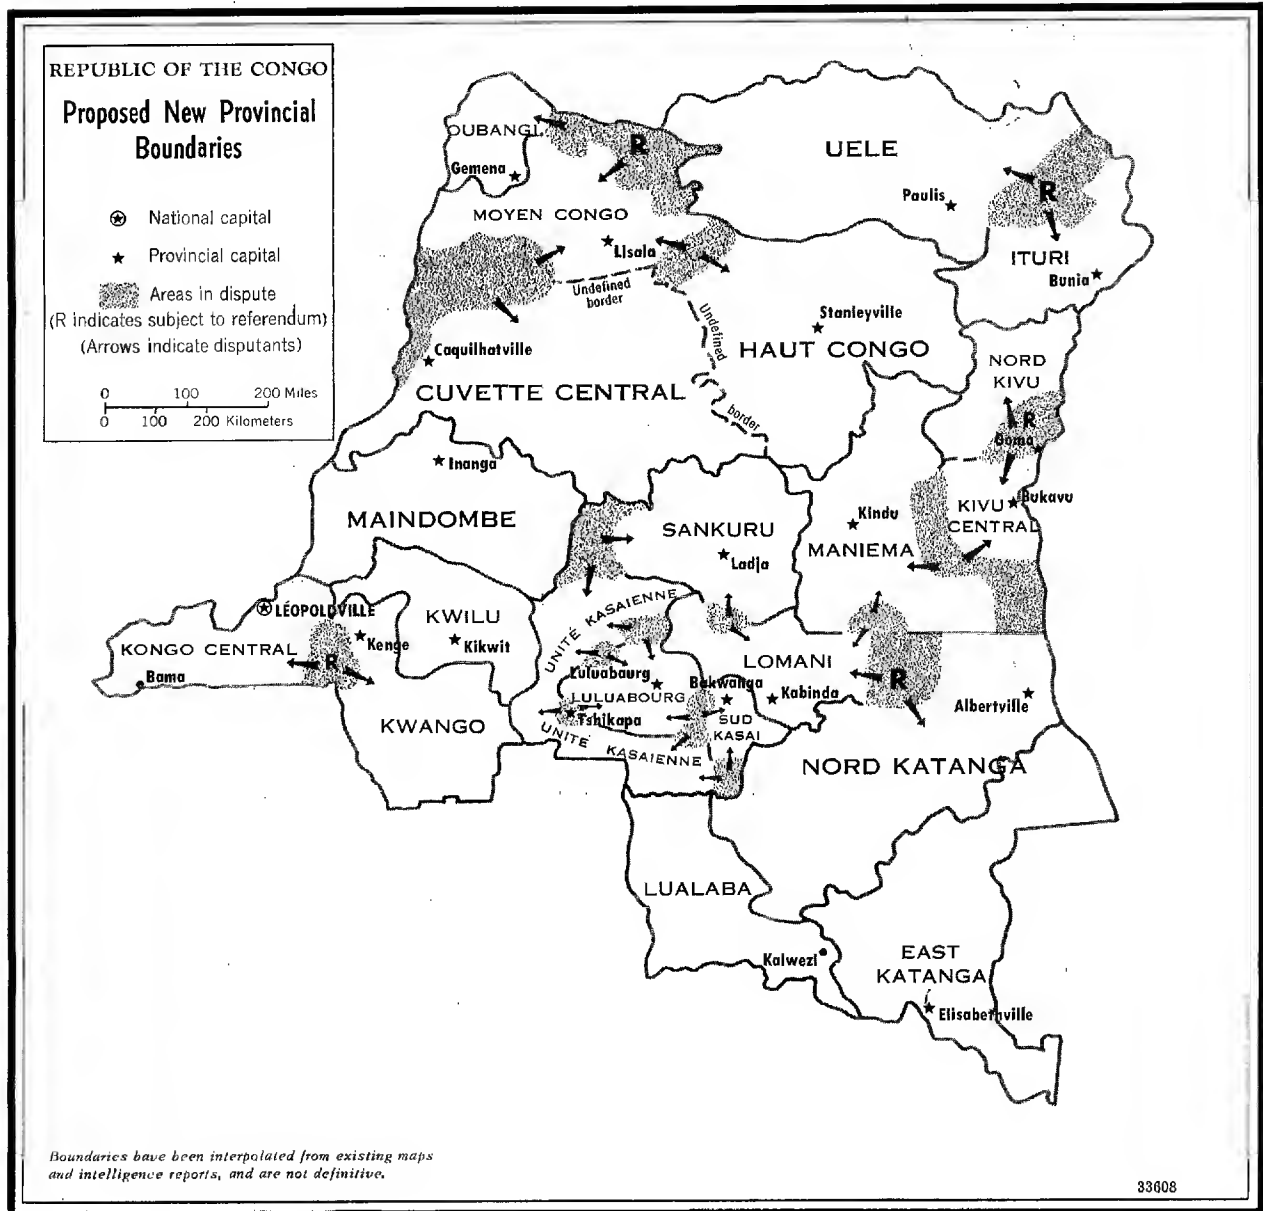 REPUBLIC OF THE CONGO
Proposed New Provincial
Boundaries
National capital
Provincial capital
Areas in dispute
(R indicates subject to referendum)
(Arrows indicate disputants)
0 100 200 Miles
0 100 200 Kilometers
OUBANGI
Gemena
R
UELE
Paulis
R
MOYEN CONGO
Lisala
ITURI
Bunia
Undefined
border
Undefined
border
Stanleyville
HAUT CONGO
Caquilhatville
CUVETTE CENTRAL
NORD
KIVU
R
Goma
Inanga
MAINDOMBE
SANKURU
Ladja
Kindu
MANIEMA
KIVU
CENTRAL
Bukavu
LÉOPOLDVILLE
KONGO CENTRAL
Bama
R
Kenge
KWILU
Kikwit
KWANGO
UNITÉ KASAIENNE
Luluabaurg
LULUABOURG
Tshikapa
UNITÉ KASAIENNE
Bakwanga
SUD
KASAI
LOMANI
Kabinda
R
Albertville
NORD KATANGA
LUALABA
Kalwezi
EAST
KATANGA
Elisabethville
Boundaries have been interpolated from existing maps
and intelligence reports, and are not definitive.
33608